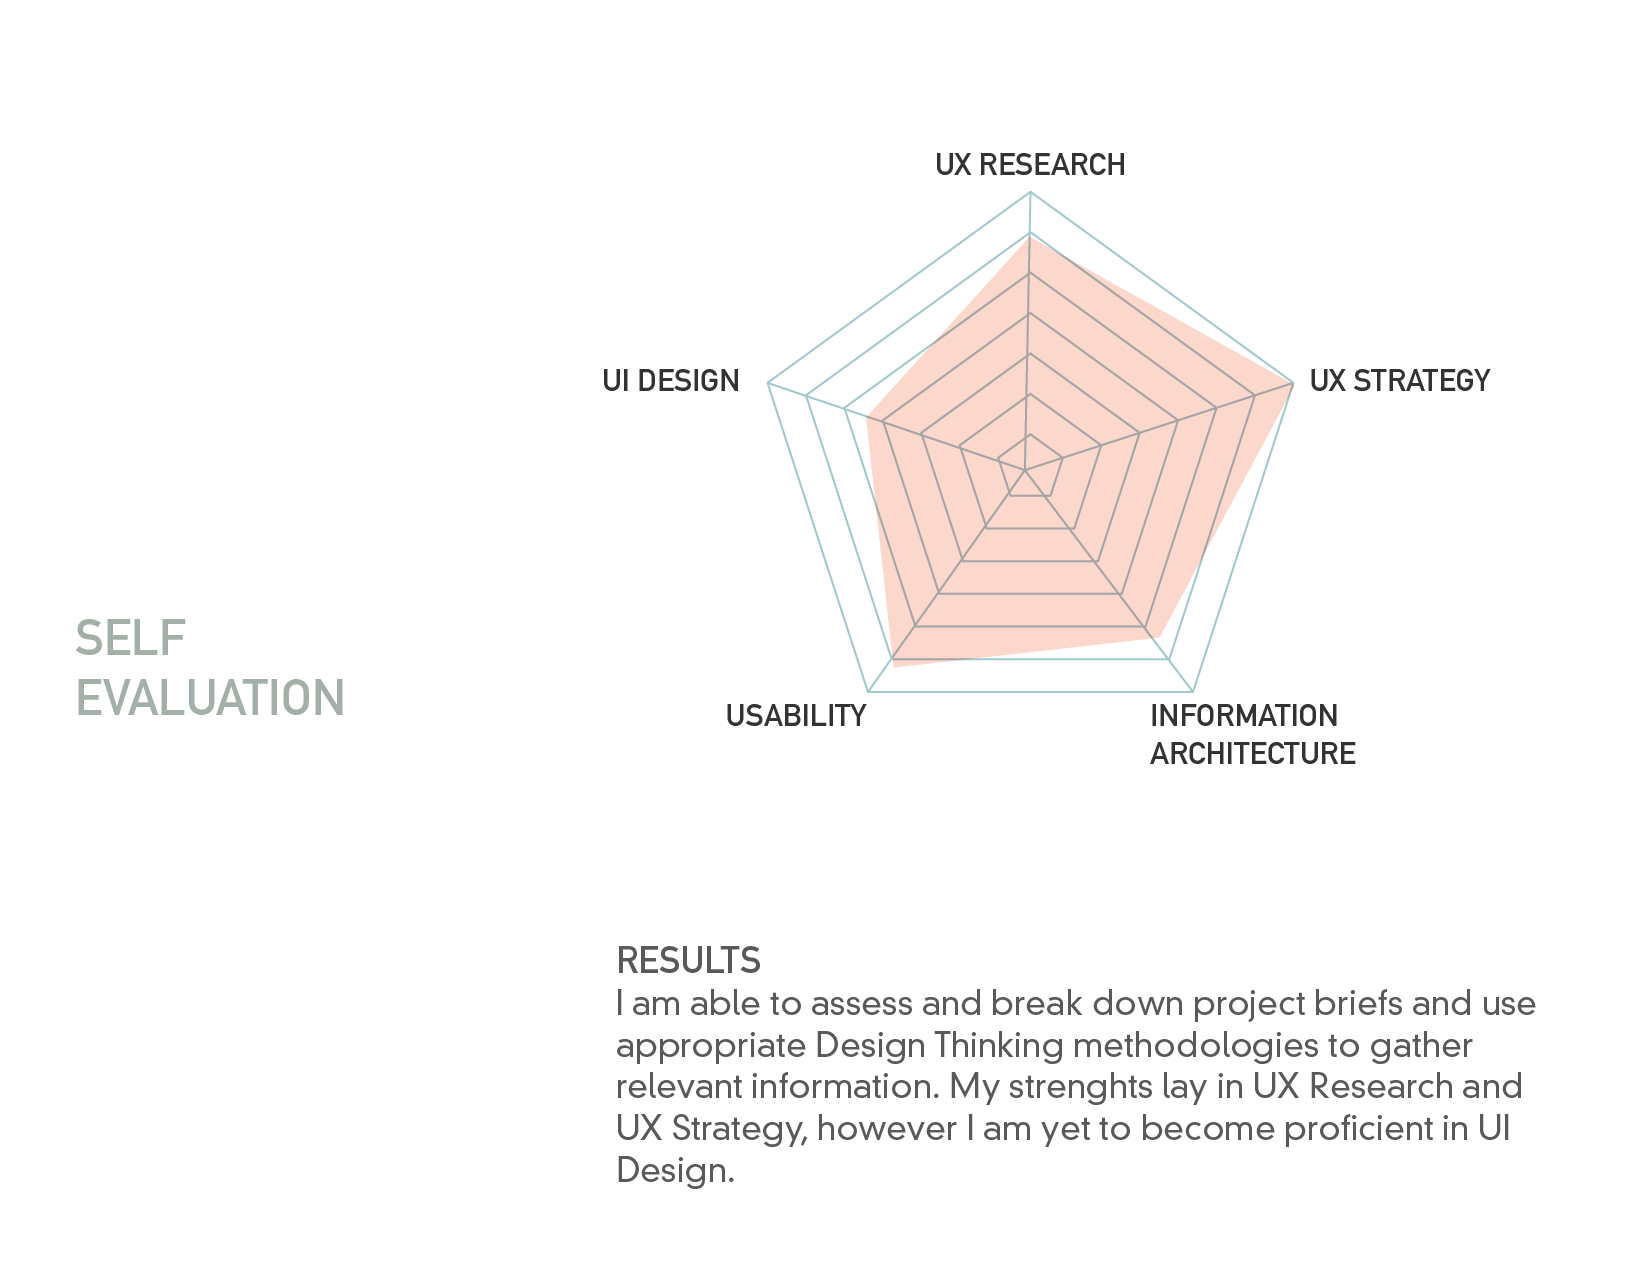 UX RESEARCH
UI DESIGN
UX STRATEGY
SELF
EVALUATION
USABILITY
INFORMATION
ARCHITECTURE
RESULTS
I am able to assess and break down project briefs and use
appropriate Design Thinking methodologies to gather
relevant information. My strenghts lay in UX Research and
UX Strategy, however I am yet to become proficient in UI
Design.